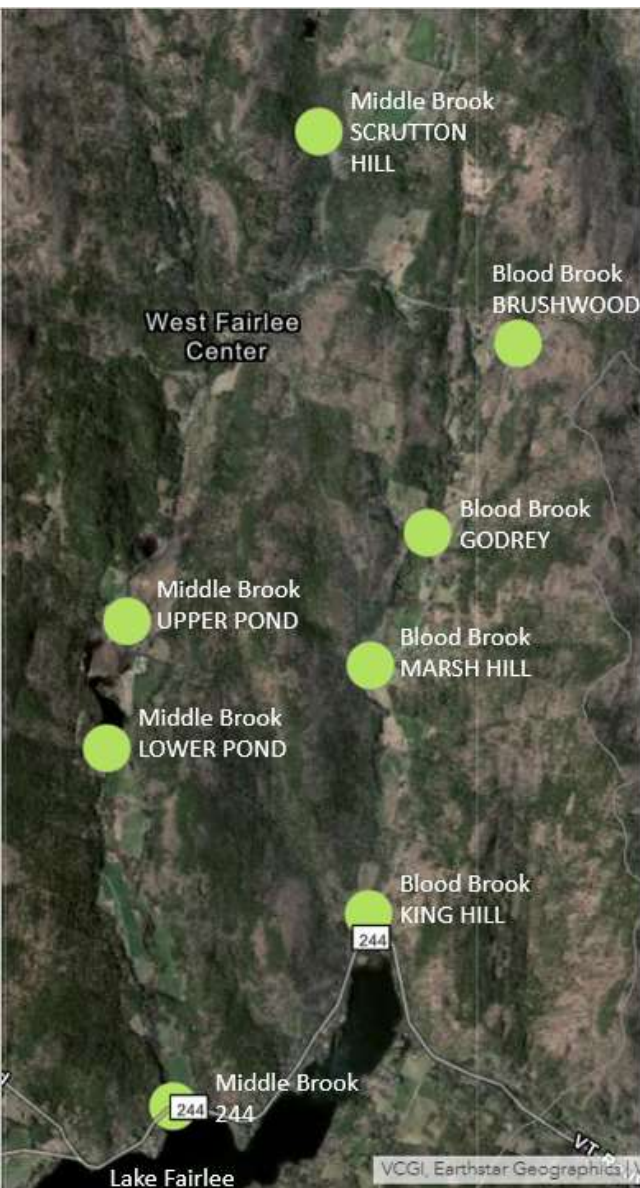 Middle Brook
SCRUTTON
HILL
Blood Brook
BRUSHWOOD
West Fairlee
Center
Blood Brook
GODREY
Middle Brook
UPPER POND
Blood Brook
MARSH HILL
Middle Brook
LOWER POND
Blood Brook
KING HILL
244
Middle Brook
244
244
VT
Lake Fairlee
VCGI, Earthstar Geographics |